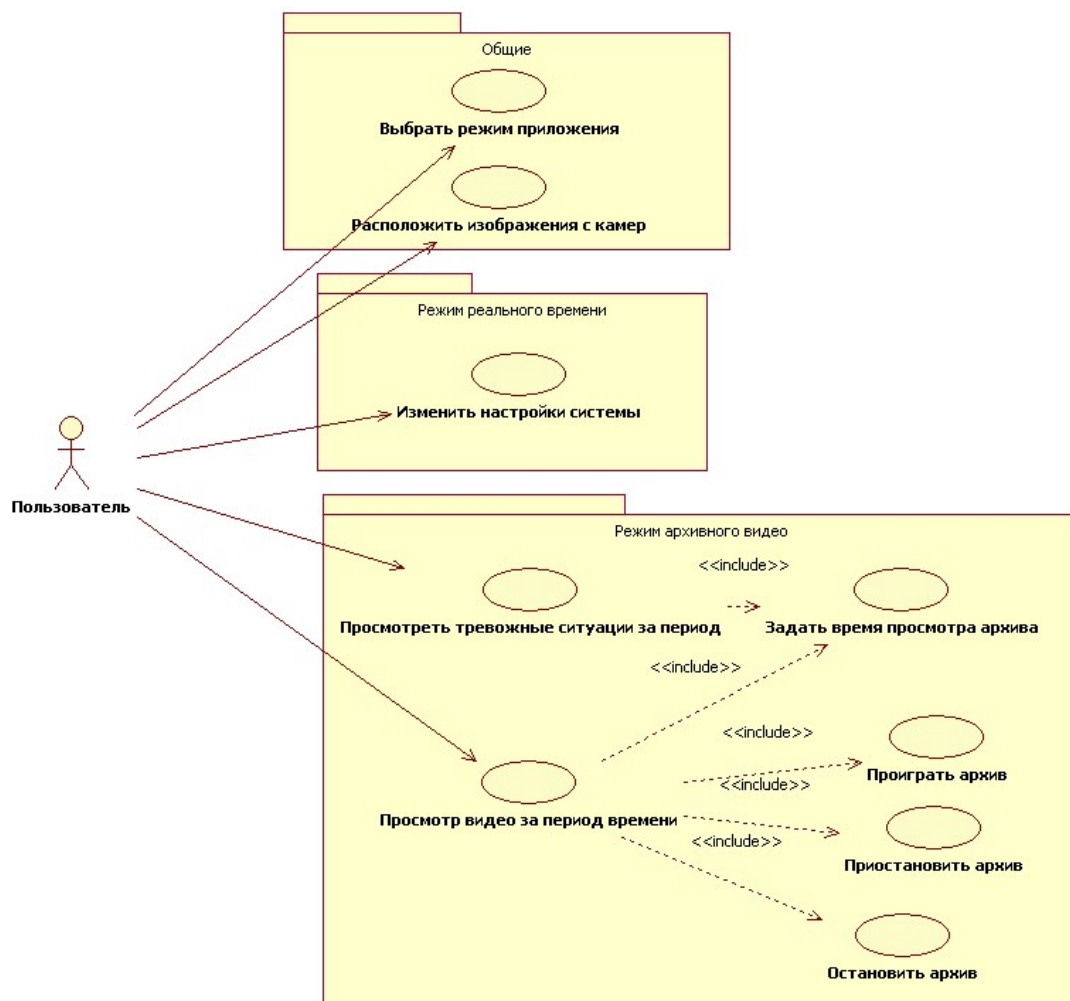 Общие
Выбрать режим приложения
Расположить изображения с камер
Режим реального времени
Изменить настройки системы
Пользователь
Режим архивного видео
<<include>>
Просмотреть тревожные ситуации за период
Задать время просмотра архива
<<include>>
<<include>>
Проиграть архив
<<include>>
Просмотр видео за период времени
<<include>>
Приостановить архив
Остановить архив